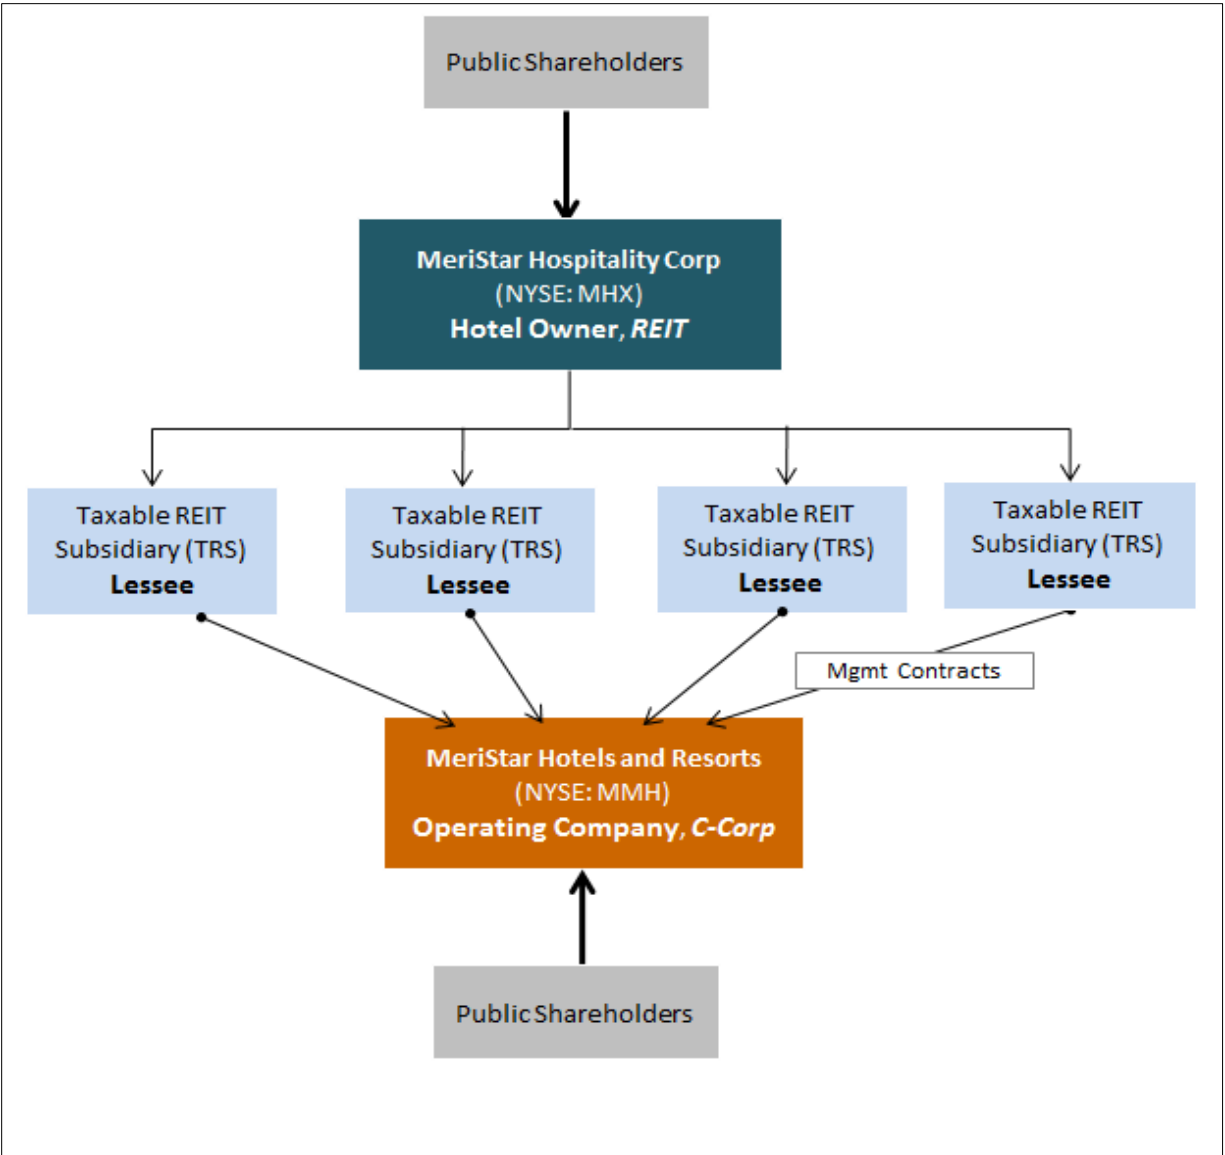 Public Shareholders
MeriStar Hospitality Corp
(NYSE: MHX)
Hotel Owner, REIT
Taxable REIT
Subsidiary (TRS)
Lessee
Taxable REIT
Subsidiary (TRS)
Lessee
Taxable REIT
Subsidiary (TRS)
Lessee
Taxable REIT
Subsidiary (TRS)
Lessee
Mgmt Contracts
MeriStar Hotels and Resorts
(NYSE: MMH)
Operating Company, C-Corp
Public Shareholders